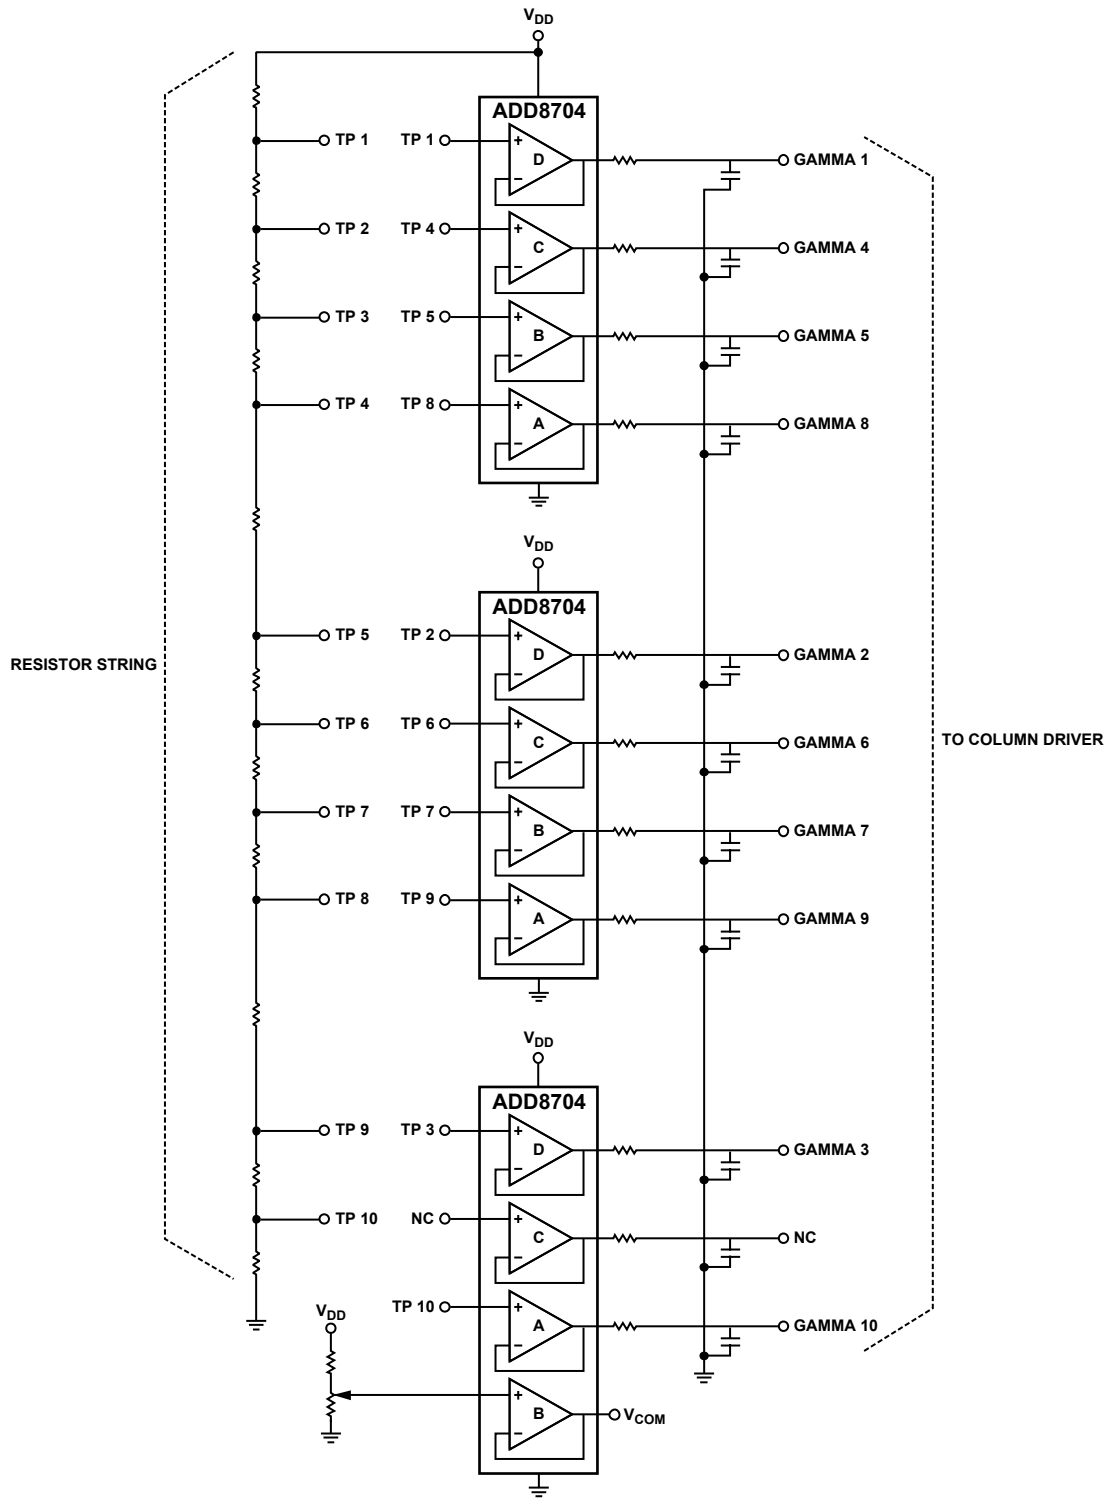 VDD
ADD8704
TP 1 TP 1 + D − GAMMA 1
TP 2 TP 4 + C − GAMMA 4
TP 3 TP 5 + B − GAMMA 5
TP 4 TP 8 + A − GAMMA 8
VDD
ADD8704
TP 5 TP 2 + D − GAMMA 2
RESISTOR STRING
TP 6 TP 6 + C − GAMMA 6
TO COLUMN DRIVER
TP 7 TP 7 + B − GAMMA 7
TP 8 TP 9 + A − GAMMA 9
VDD
ADD8704
TP 9 TP 3 + D − GAMMA 3
TP 10 NC + C − NC
VDD
TP 10 + A − GAMMA 10
+ B − VCOM